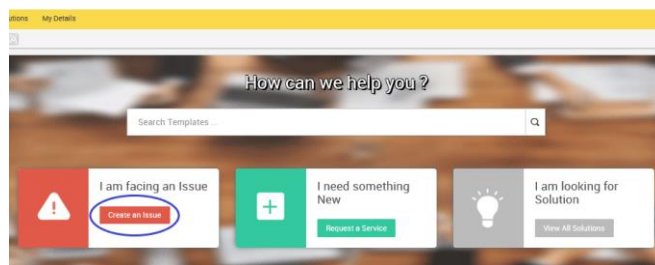 My Details
How can we help you ?
Search Templates ...
I am facing an Issue
Create an Issue
I need something
New
Request a Service
I am looking for
Solution
View All Solutions